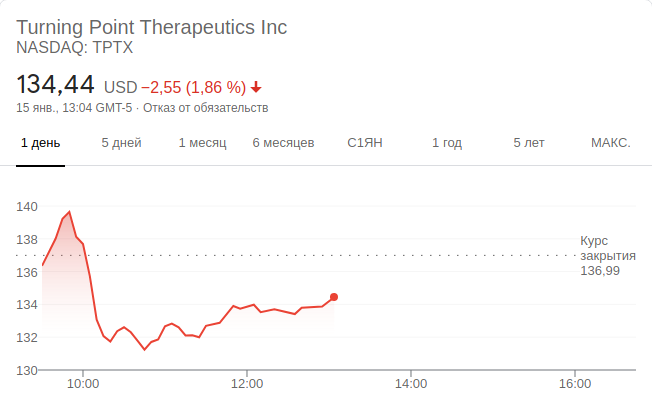 Turning Point Therapeutics Inc
NASDAQ: TPTX
134,44 USD −2,55 (1,86 %)
15 янв., 13:04 GMT-5 · Отказ от обязательств
1 день 5 дней 1 месяц 6 месяцев С1ЯН 1 год 5 лет МАКС.
140
138
Курс
закрытия
136,99
136
134
132
130
10:00 12:00 14:00 16:00